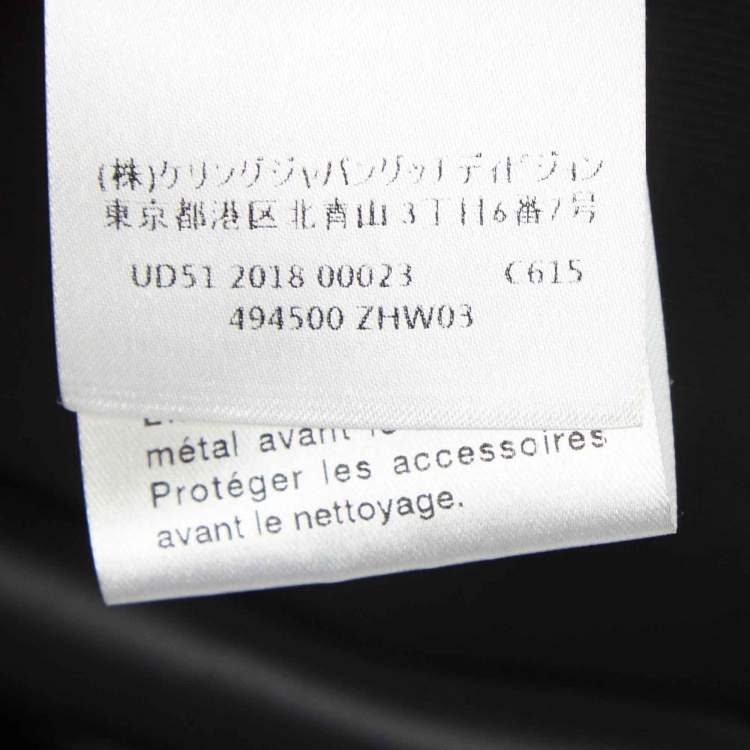 (株)ケリングジャパングッチディビジョン
東京都港区北青山3丁目6番7号
UD51 2018 00023 C615
494500 ZHW03
métal avant
Protéger les accessoires
avant le nettoyage.